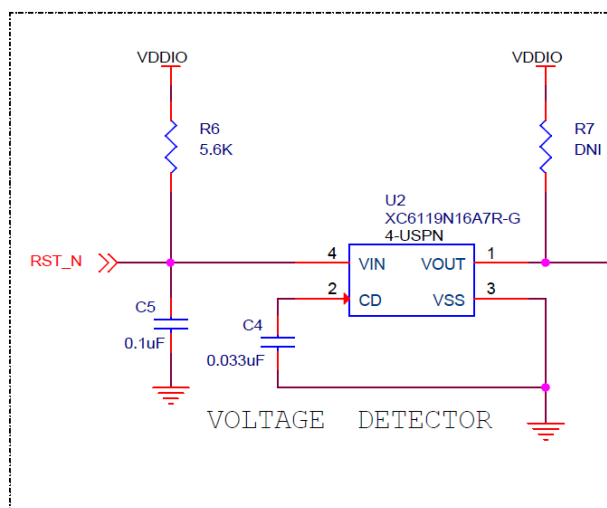 VDDIO
VDDIO
R6
5.6K
R7
DNI
U2
XC6119N16A7R-G
4-USPN
RST_N
4
VIN
VOUT
1
2
CD
VSS
3
C5
0.1uF
C4
0.033uF
VOLTAGE DETECTOR